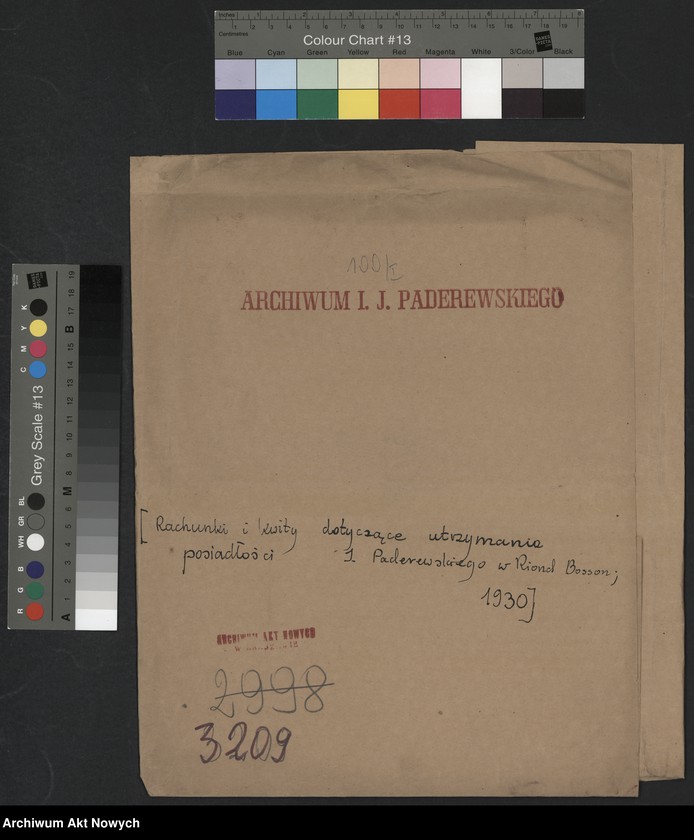 Inches
Centimetres
Colour Chart #13
Blue Cyan Green Yellow Red Magenta White 3/Color Black
Grey Scale #13
100/I
ARCHIWUM I. J. PADEREWSKIEGO
[Rachunki i kwity dotyczące utrzymania
posiadłości I. Paderewskiego w Riond Bosson;
1930]
ARCHIWUM AKT NOWYCH
2998
3209
Archiwum Akt Nowych